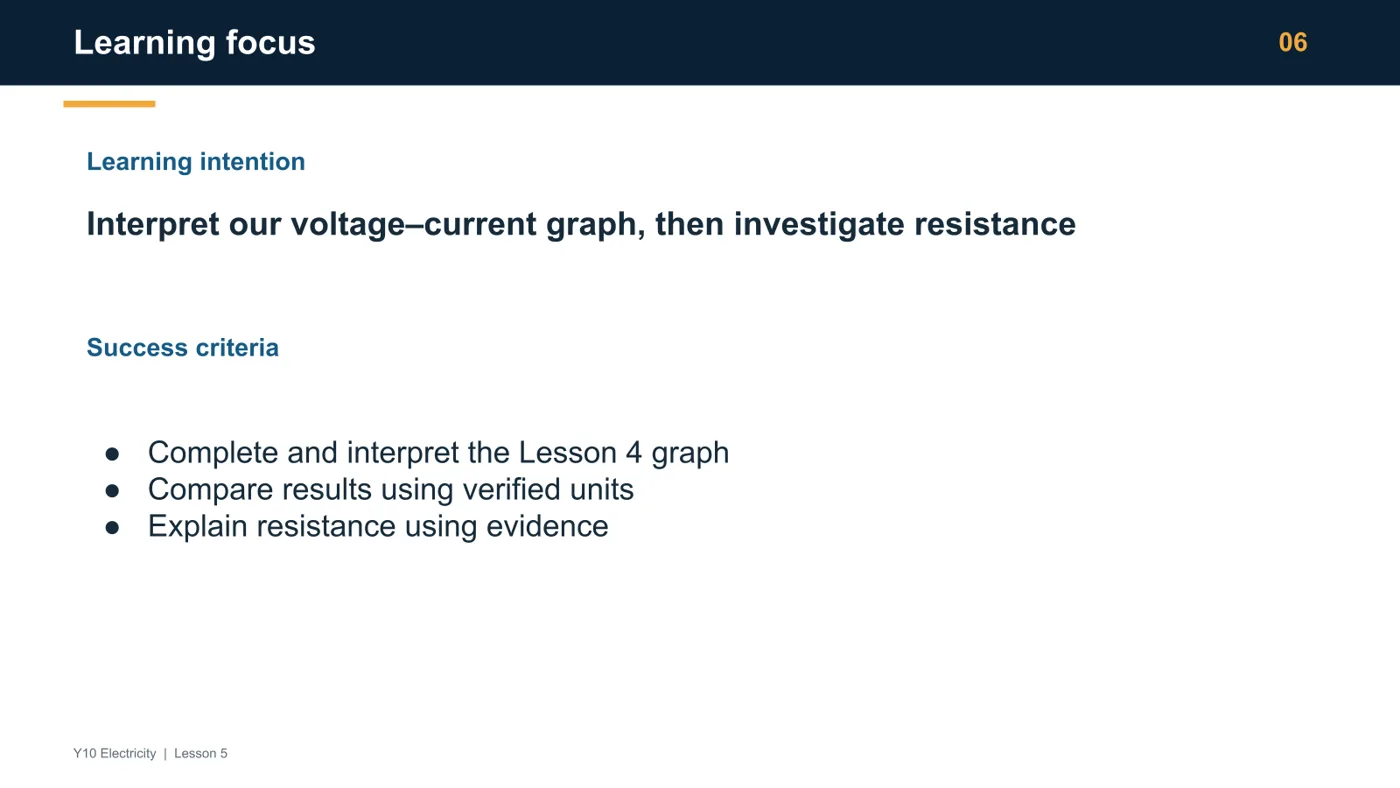 Learning focus
06
Learning intention
Interpret our voltage–current graph, then investigate resistance
Success criteria
● Complete and interpret the Lesson 4 graph
● Compare results using verified units
● Explain resistance using evidence
Y10 Electricity | Lesson 5